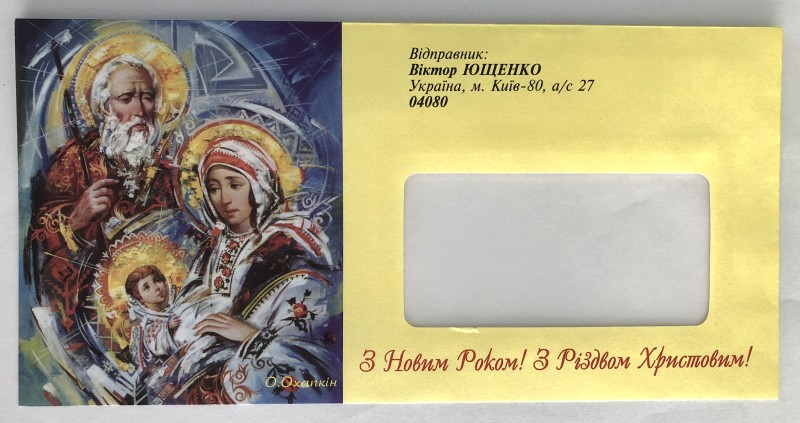 Відправник:
Віктор ЮЩЕНКО
Україна, м. Київ-80, а/с 27
04080
З Новим Роком! З Різдвом Христовим!
О.Охапкін